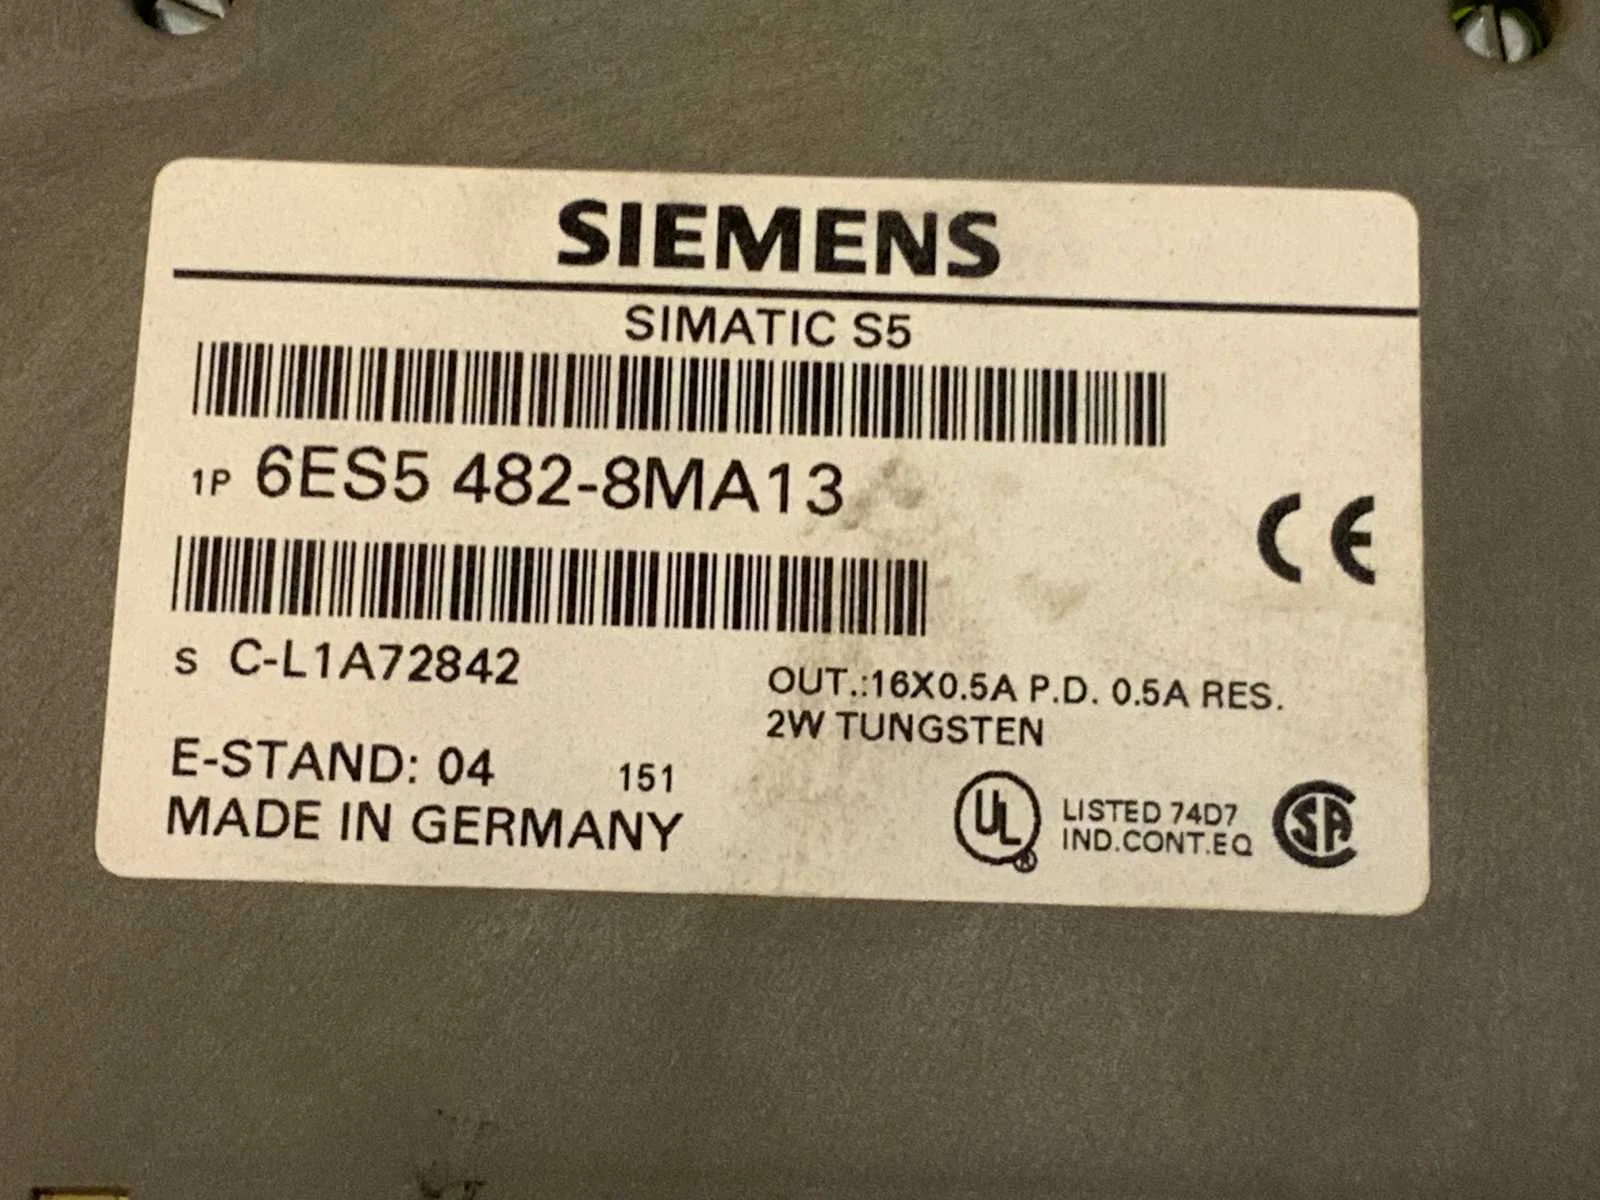 SIEMENS
SIMATIC S5
1P 6ES5 482-8MA13
CE
S C-L1A72842
OUT.:16X0.5A P.D. 0.5A RES.
2W TUNGSTEN
E-STAND: 04 151
MADE IN GERMANY
UL ®
LISTED 74D7
IND.CONT.EQ
SA